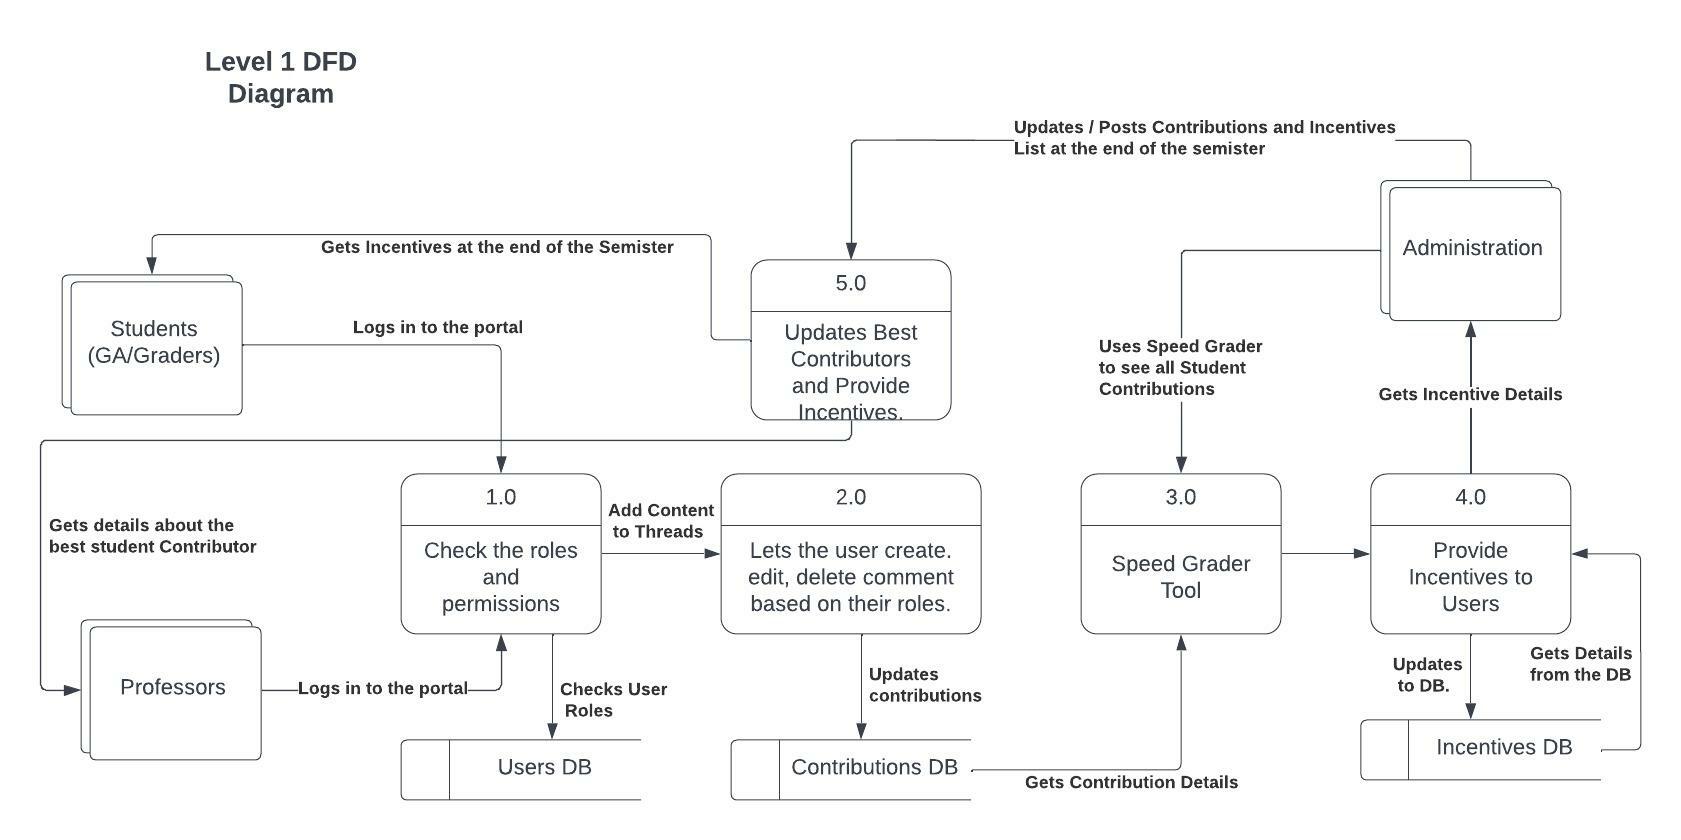 Level 1 DFD
Diagram
Updates / Posts Contributions and Incentives
List at the end of the semister
Administration
Gets Incentives at the end of the Semister
5.0
Updates Best
Contributors
and Provide
Incentives.
Students
(GA/Graders)
Logs in to the portal
Uses Speed Grader
to see all Student
Contributions
Gets Incentive Details
Gets details about the
best student Contributor
1.0
Check the roles
and
permissions
Add Content
to Threads
2.0
Lets the user create.
edit, delete comment
based on their roles.
3.0
Speed Grader
Tool
4.0
Provide
Incentives to
Users
Professors
Logs in to the portal
Checks User
Roles
Updates
contributions
Updates
to DB.
Gets Details
from the DB
Users DB
Contributions DB
Gets Contribution Details
Incentives DB